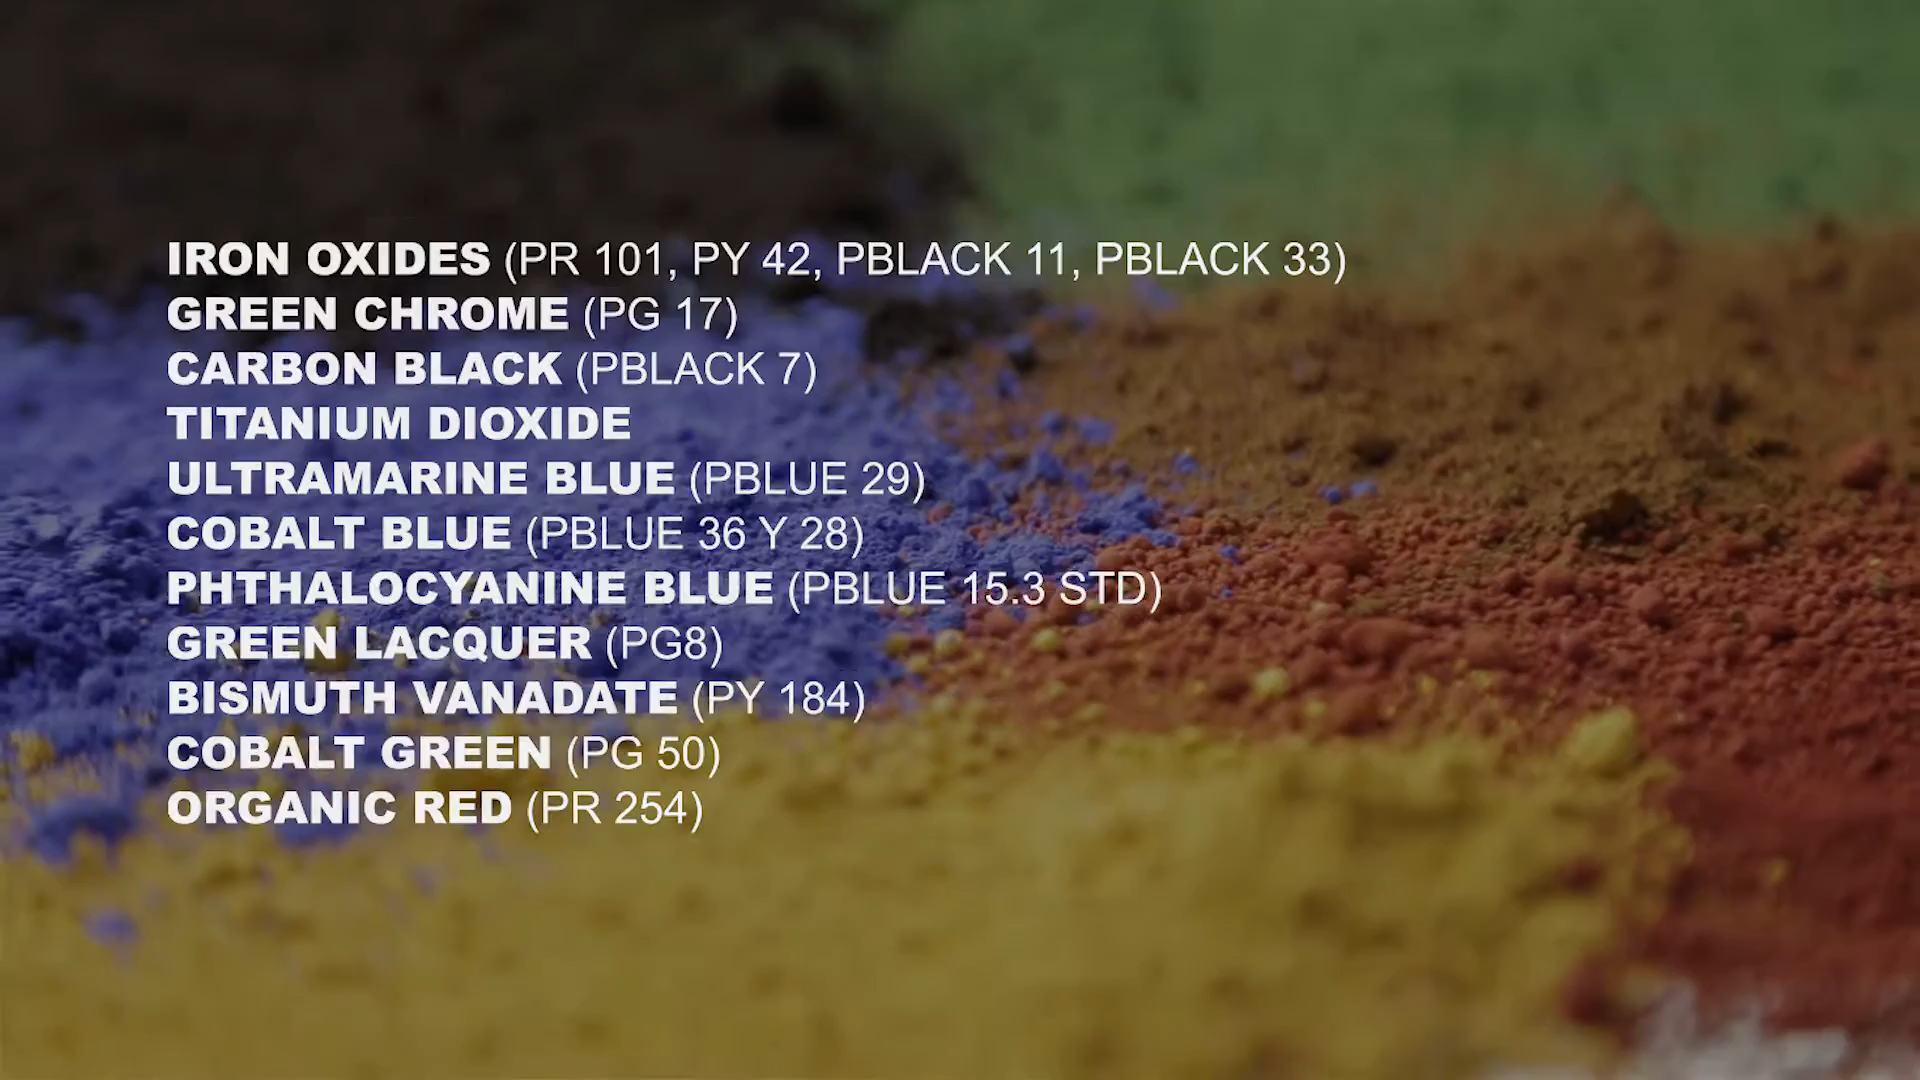 IRON OXIDES (PR 101, PY 42, PBLACK 11, PBLACK 33)
GREEN CHROME (PG 17)
CARBON BLACK (PBLACK 7)
TITANIUM DIOXIDE
ULTRAMARINE BLUE (PBLUE 29)
COBALT BLUE (PBLUE 36 Y 28)
PHTHALOCYANINE BLUE (PBLUE 15.3 STD)
GREEN LACQUER (PG8)
BISMUTH VANADATE (PY 184)
COBALT GREEN (PG 50)
ORGANIC RED (PR 254)